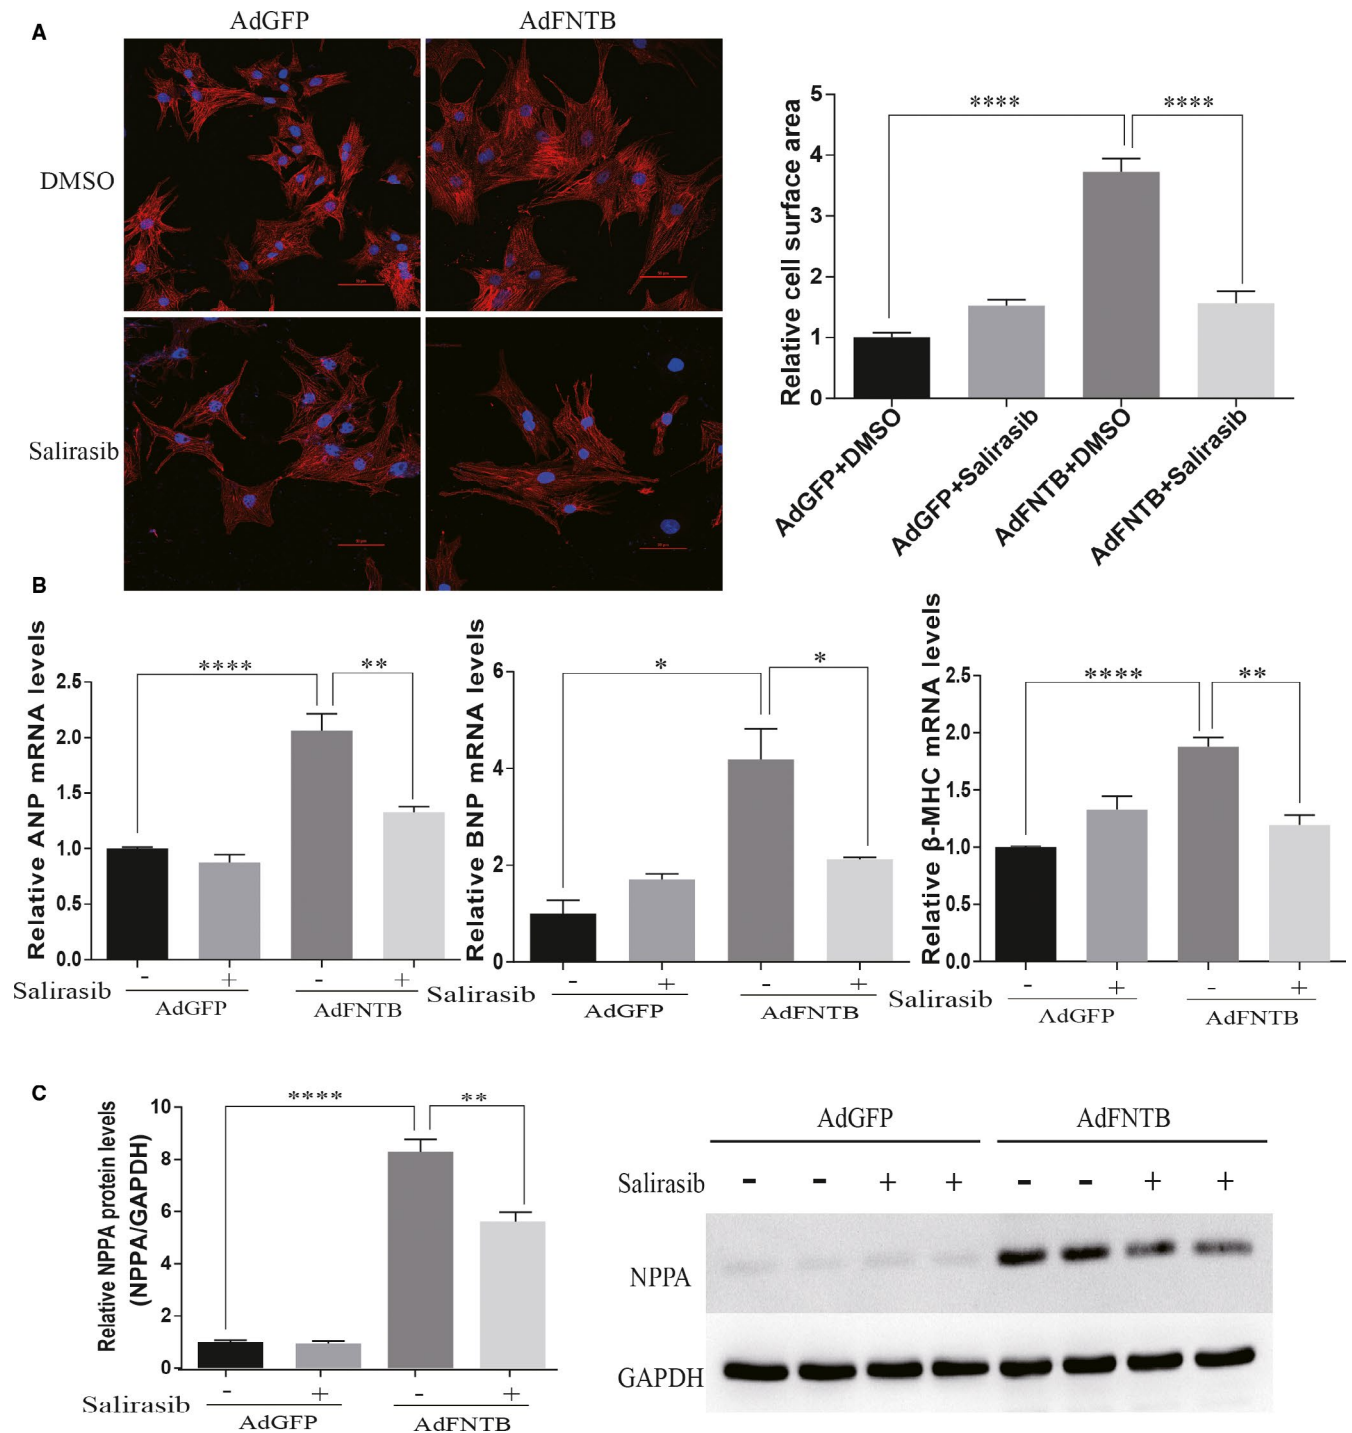 A
AdGFP
AdFNTB
DMSO
Salirasib
Relative cell surface area
5
4
3
2
1
0
****
****
AdGFP+DMSO
AdGFP+Salirasib
AdFNTB+DMSO
AdFNTB+Salirasib
B
Relative ANP mRNA levels
2.5
2.0
1.5
1.0
0.5
0.0
****
**
Salirasib
- + - +
AdGFP
AdFNTB
Relative BNP mRNA levels
6
4
2
0
*
*
Salirasib
- + - +
AdGFP
AdFNTB
Relative β-MHC mRNA levels
2.5
2.0
1.5
1.0
0.5
0.0
****
**
Salirasib
- + - +
AdGFP
AdFNTB
C
Relative NPPA protein levels
(NPPA/GAPDH)
10
8
6
4
2
0
****
**
Salirasib
- + - +
AdGFP
AdFNTB
AdGFP
AdFNTB
Salirasib - - + + - - + +
NPPA
GAPDH